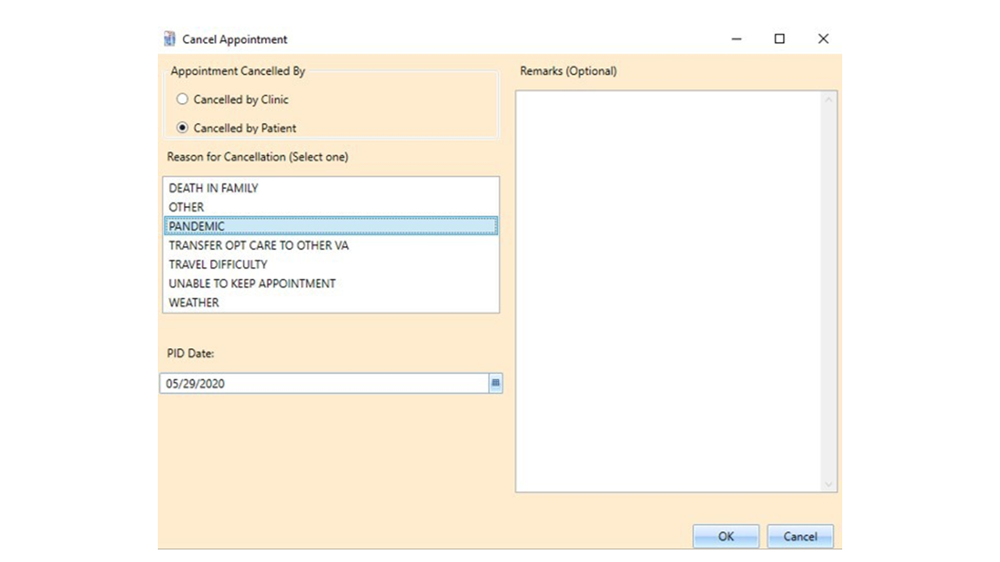 Cancel Appointment
Appointment Cancelled By
Cancelled by Clinic
Cancelled by Patient
Reason for Cancellation (Select one)
DEATH IN FAMILY
OTHER
PANDEMIC
TRANSFER OPT CARE TO OTHER VA
TRAVEL DIFFICULTY
UNABLE TO KEEP APPOINTMENT
WEATHER
PID Date:
05/29/2020
Remarks (Optional)
OK
Cancel